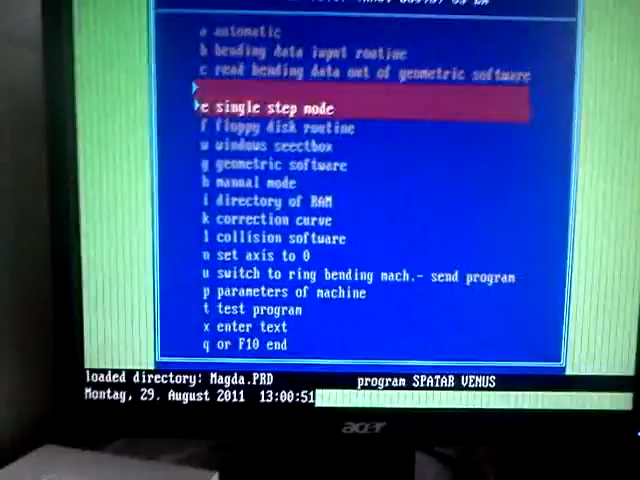 a automatic
b bending data input routine
c read bending data out of geometric software
e single step mode
f floppy disk routine
w windows seectbox
g geometric software
h manual mode
i directory of RAM
k correction curve
l collision software
n set axis to 0
u switch to ring bending mach.- send program
p parameters of machine
t test program
x enter text
q or F10 end
loaded directory: Magda.PRD program SPATAR VENUS
Montag, 29. August 2011 13:00:51
acer